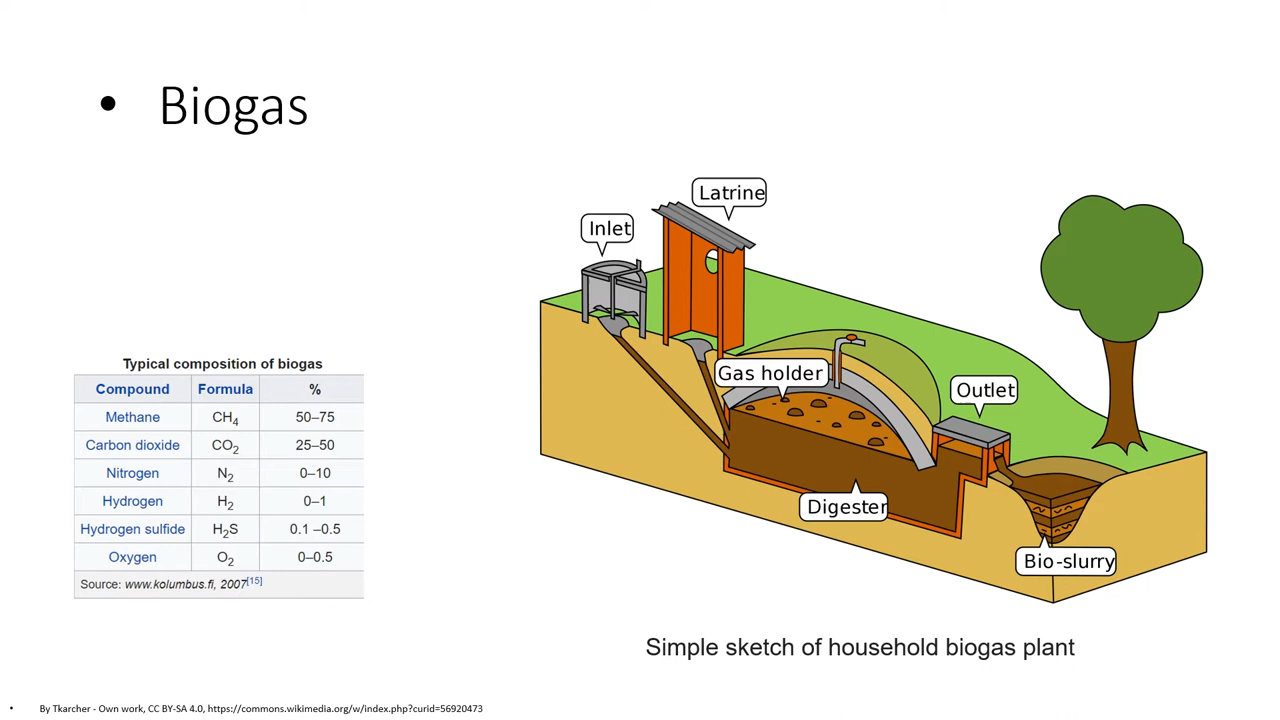 • Biogas
Latrine
Inlet
Gas holder
Outlet
Digester
Bio-slurry
Simple sketch of household biogas plant
Typical composition of biogas
Compound Formula %
Methane CH4 50–75
Carbon dioxide CO2 25–50
Nitrogen N2 0–10
Hydrogen H2 0–1
Hydrogen sulfide H2S 0.1 –0.5
Oxygen O2 0–0.5
Source: www.kolumbus.fi, 2007[15]
• By Tkarcher - Own work, CC BY-SA 4.0, https://commons.wikimedia.org/w/index.php?curid=56920473